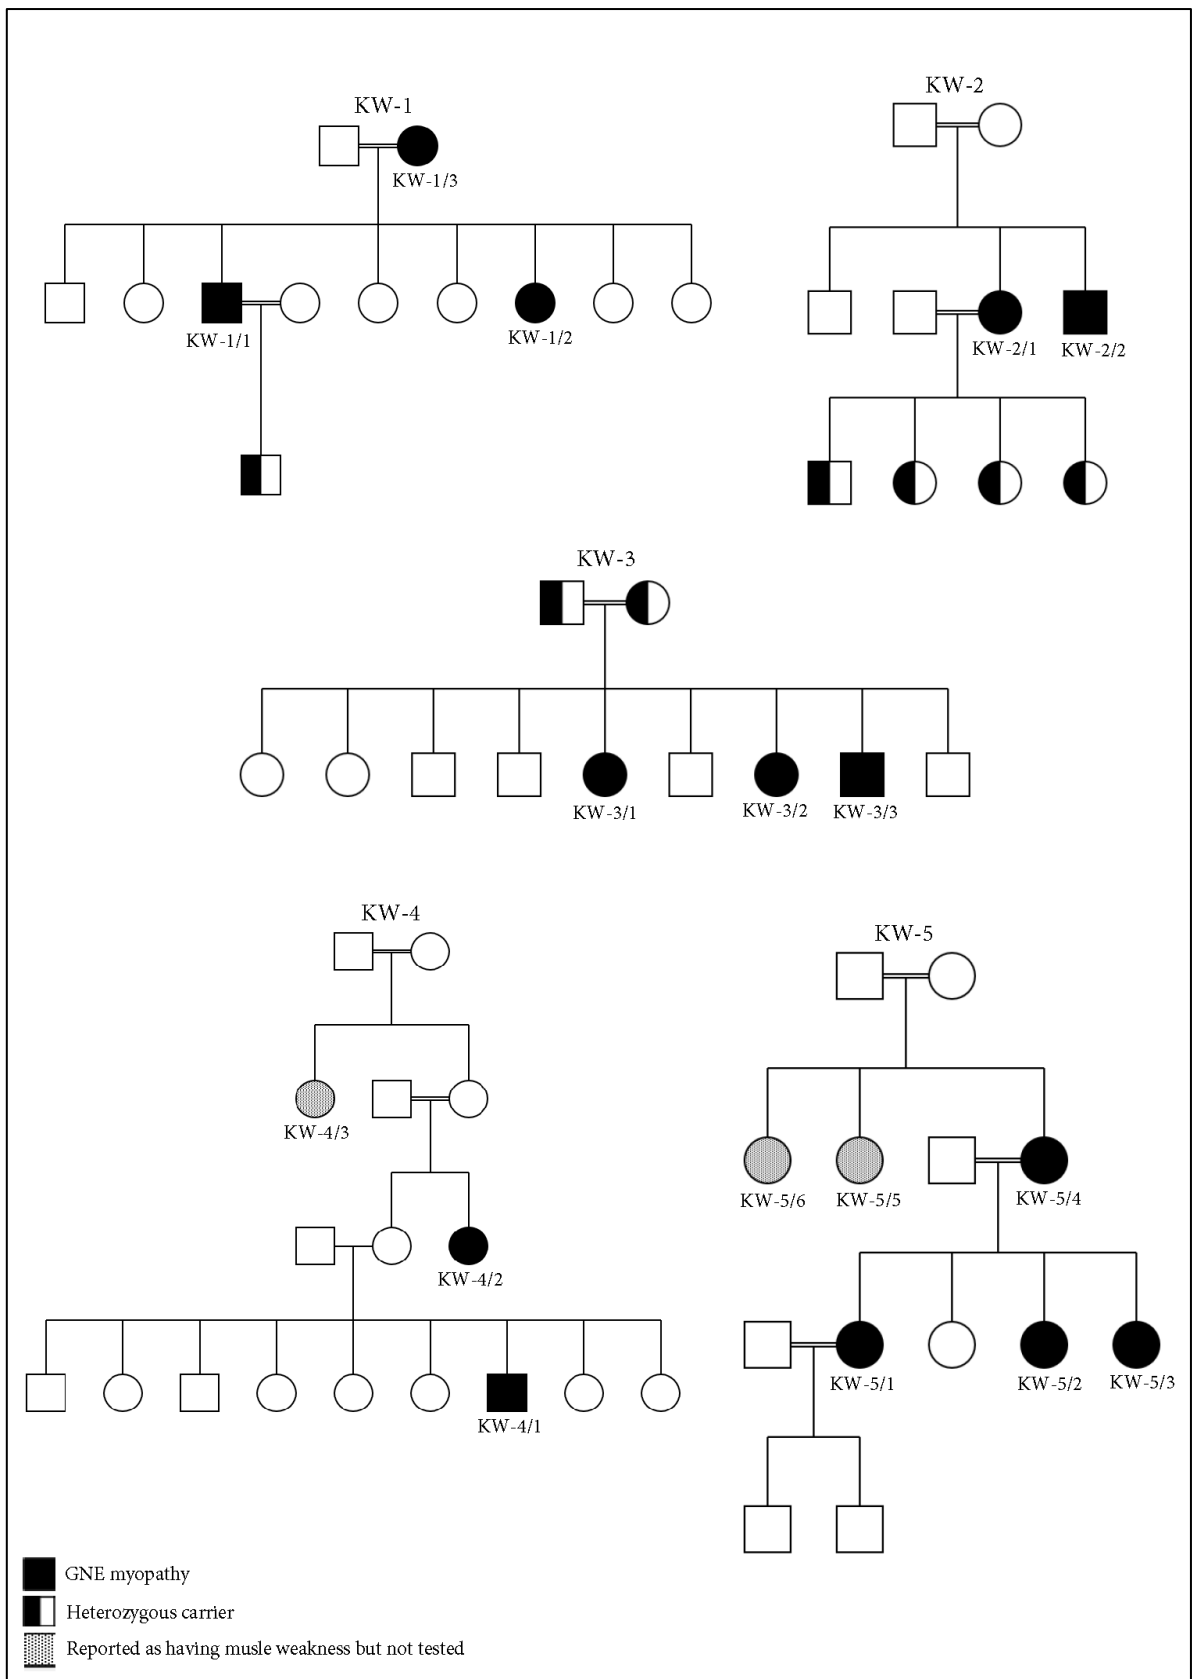 KW-1
KW-1/3
KW-1/1
KW-1/2
KW-2
KW-2/1
KW-2/2
KW-3
KW-3/1
KW-3/2
KW-3/3
KW-4
KW-4/3
KW-4/2
KW-4/1
KW-5
KW-5/6
KW-5/5
KW-5/4
KW-5/1
KW-5/2
KW-5/3
GNE myopathy
Heterozygous carrier
Reported as having musle weakness but not tested